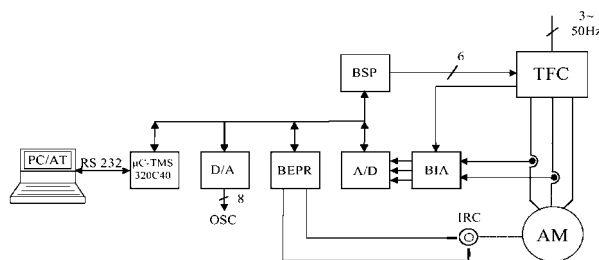 3~
50Hz
6
BSP
TFC
PC/AT
RS 232
µC-TMS
320C40
D/A
BEPR
A/D
BIA
8
OSC
IRC
AM